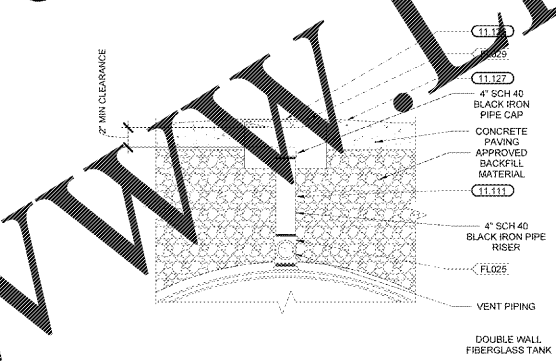 11.127
4" SCH 40
BLACK IRON
PIPE CAP
CONCRETE
PAVING
APPROVED
BACKFILL
MATERIAL
11.111
4" SCH 40
BLACK IRON PIPE
RISER
FL025
VENT PIPING
DOUBLE WALL
FIBERGLASS TANK
2" MIN CLEARANCE
WWW.